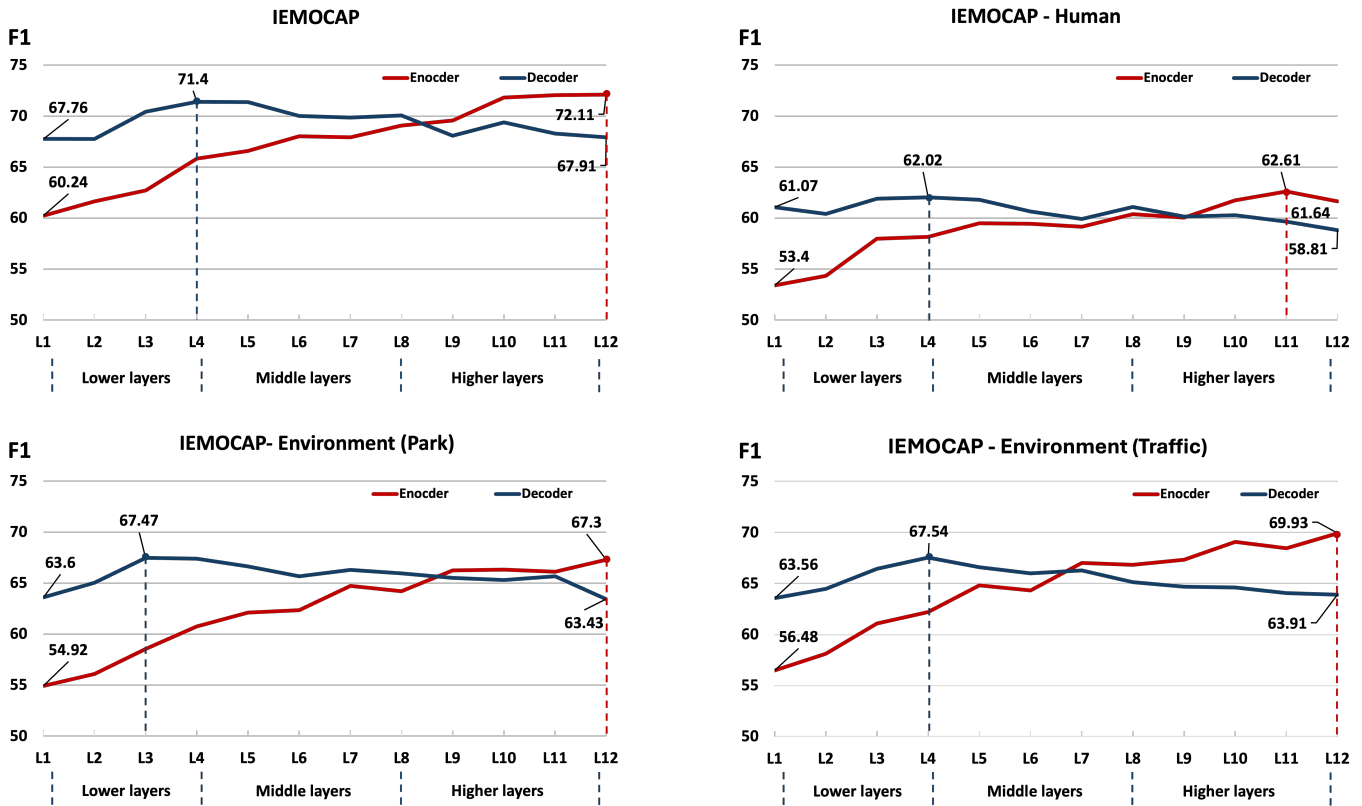 IEMOCAP
F1
75
70
65
60
55
50
Enocder
Decoder
67.76
71.4
60.24
72.11
67.91
L1 L2 L3 L4 L5 L6 L7 L8 L9 L10 L11 L12
Lower layers Middle layers Higher layers
IEMOCAP - Human
F1
75
70
65
60
55
50
Enocder
Decoder
61.07
62.02
62.61
53.4
61.64
58.81
L1 L2 L3 L4 L5 L6 L7 L8 L9 L10 L11 L12
Lower layers Middle layers Higher layers
IEMOCAP- Environment (Park)
F1
75
70
65
60
55
50
Enocder
Decoder
63.6
67.47
67.3
54.92
63.43
L1 L2 L3 L4 L5 L6 L7 L8 L9 L10 L11 L12
Lower layers Middle layers Higher layers
IEMOCAP - Environment (Traffic)
F1
75
70
65
60
55
50
Enocder
Decoder
63.56
67.54
69.93
56.48
63.91
L1 L2 L3 L4 L5 L6 L7 L8 L9 L10 L11 L12
Lower layers Middle layers Higher layers